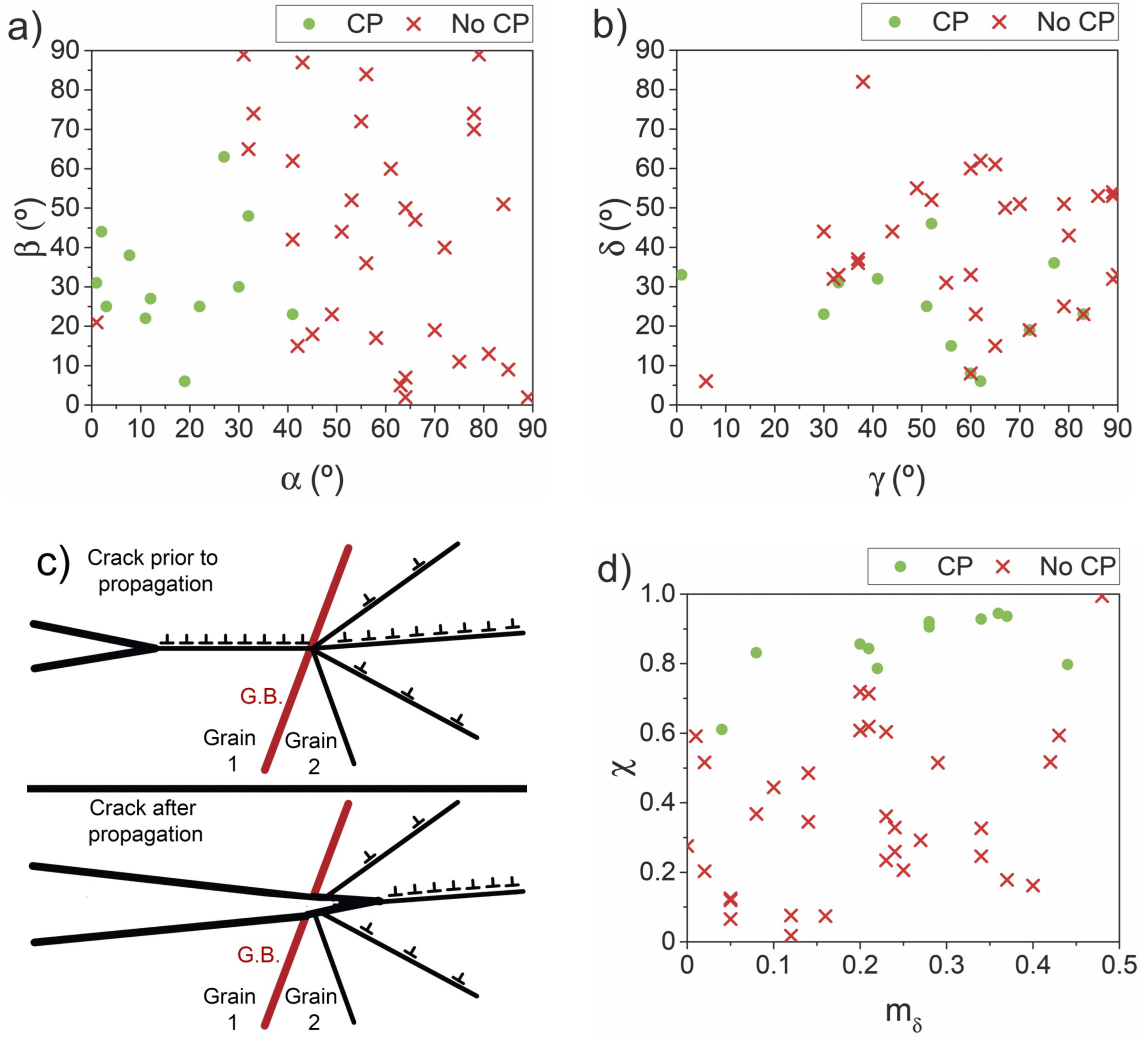 a)
CP
No CP
90
80
70
60
50
40
30
20
10
0
β (º)
0 10 20 30 40 50 60 70 80 90
α (º)
b)
CP
No CP
90
80
70
60
50
40
30
20
10
0
δ (º)
0 10 20 30 40 50 60 70 80 90
γ (º)
c)
Crack prior to
propagation
G.B.
Grain
1
Grain
2
Crack after
propagation
G.B.
Grain
1
Grain
2
d)
CP
No CP
1.0
0.8
0.6
0.4
0.2
0
χ
0 0.1 0.2 0.3 0.4 0.5
mδ